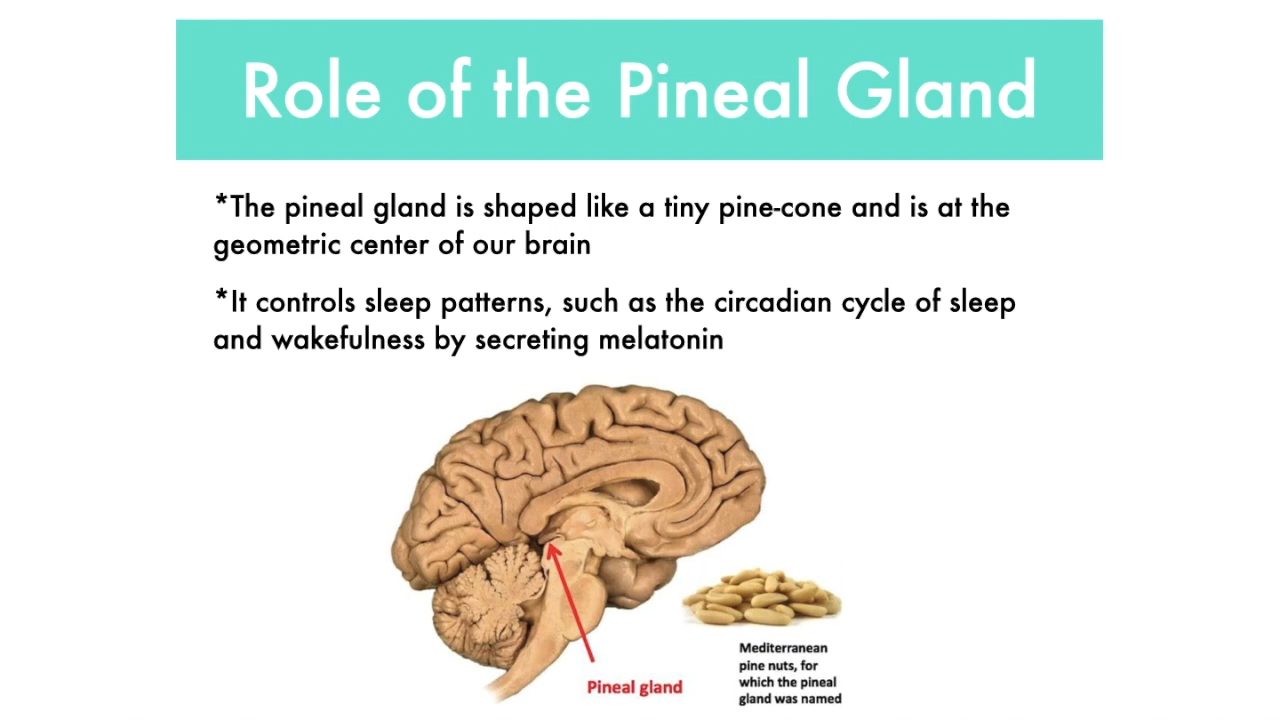 Role of the Pineal Gland
*The pineal gland is shaped like a tiny pine-cone and is at the
geometric center of our brain
*It controls sleep patterns, such as the circadian cycle of sleep
and wakefulness by secreting melatonin
Pineal gland
Mediterranean
pine nuts, for
which the pineal
gland was named